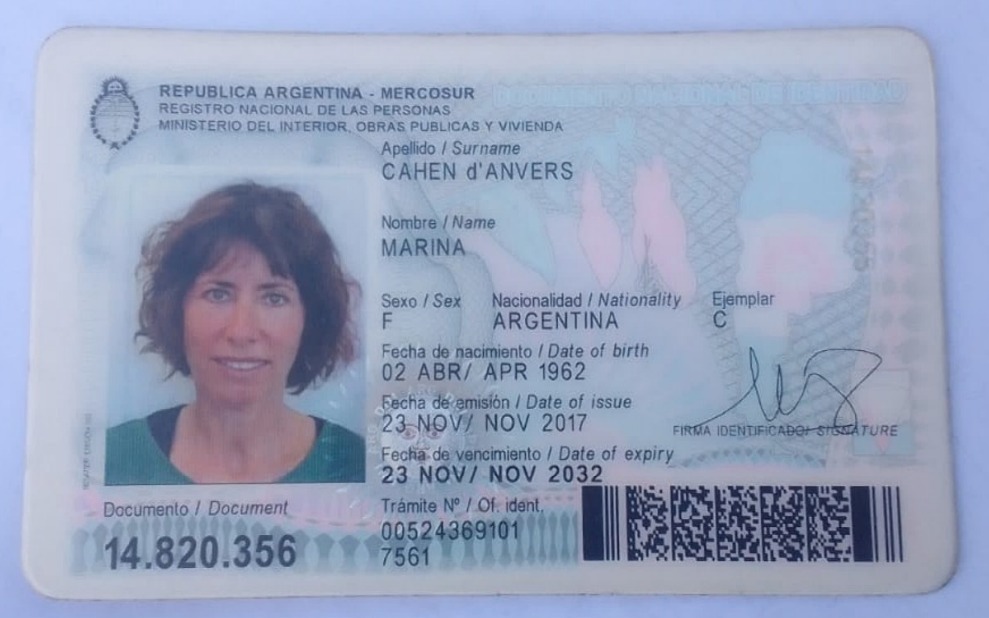 REPUBLICA ARGENTINA - MERCOSUR
REGISTRO NACIONAL DE LAS PERSONAS
MINISTERIO DEL INTERIOR, OBRAS PUBLICAS Y VIVIENDA
DOCUMENTO NACIONAL DE IDENTIDAD
Apellido / Surname
CAHEN d'ANVERS
Nombre / Name
MARINA
Sexo / Sex Nacionalidad / Nationality Ejemplar
F ARGENTINA C
Fecha de nacimiento / Date of birth
02 ABR/ APR 1962
Fecha de emisión / Date of issue
23 NOV/ NOV 2017
FIRMA IDENTIFICADO/ SIGNATURE
Fecha de vencimiento / Date of expiry
23 NOV/ NOV 2032
Documento / Document
14.820.356
Trámite Nº / Of. ident.
00524369101
7561